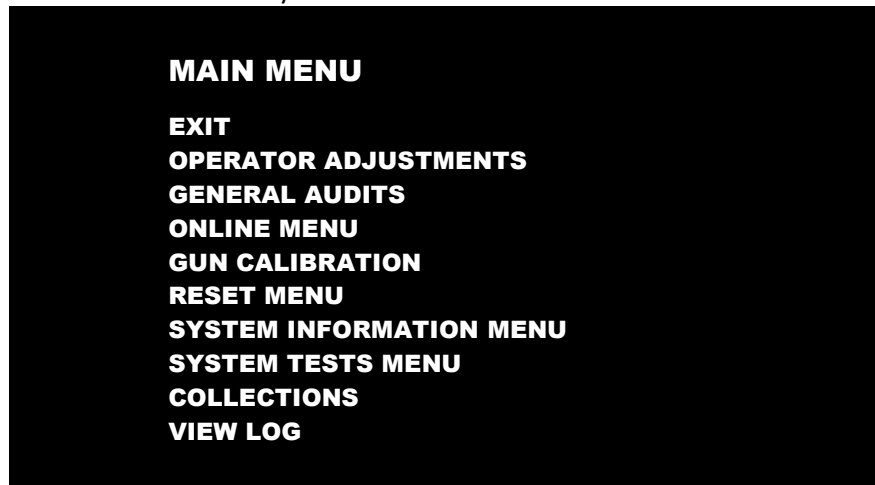 MAIN MENU
EXIT
OPERATOR ADJUSTMENTS
GENERAL AUDITS
ONLINE MENU
GUN CALIBRATION
RESET MENU
SYSTEM INFORMATION MENU
SYSTEM TESTS MENU
COLLECTIONS
VIEW LOG